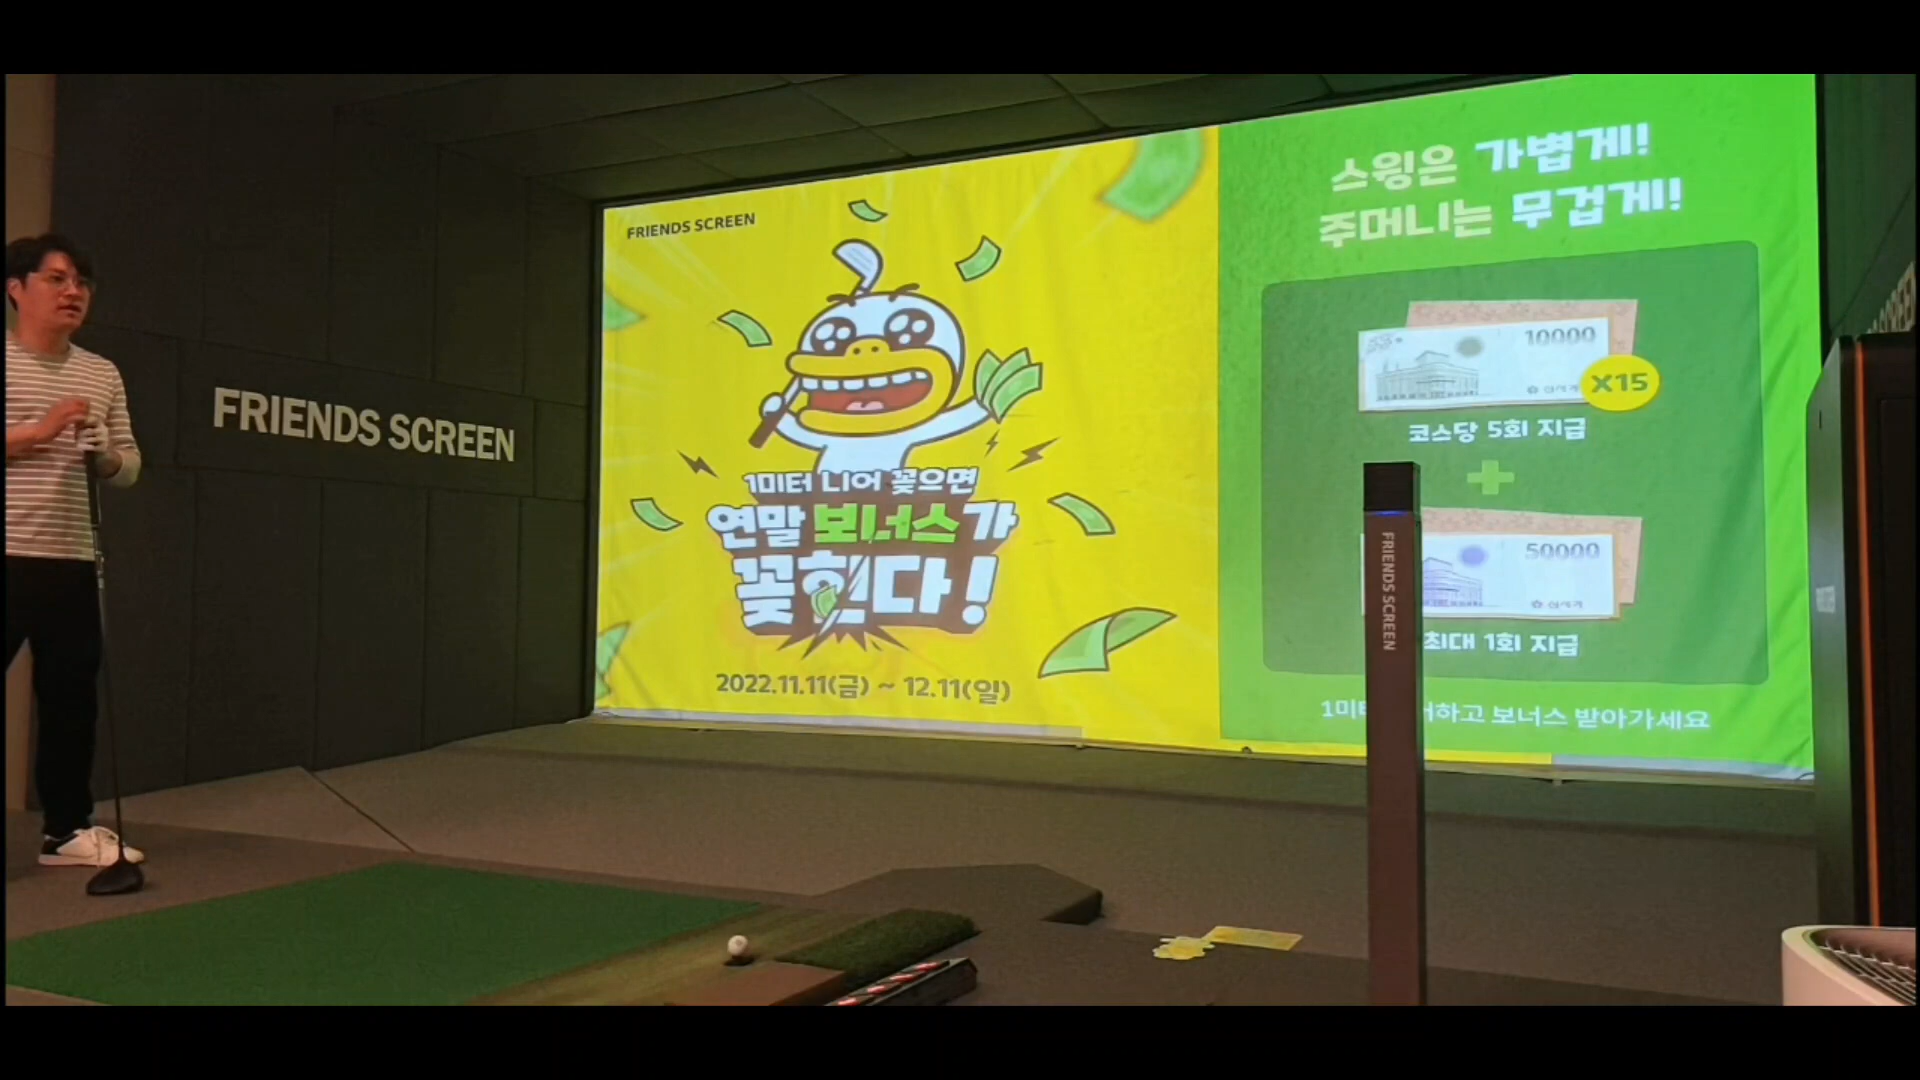 FRIENDS SCREEN
FRIENDS SCREEN
1미터 니어 꽂으면
연말 보너스가
꽂힌다!
2022.11.11(금) ~ 12.11(일)
스윙은 가볍게!
주머니는 무겁게!
10000
X15
코스당 5회 지급
+
50000
최대 1회 지급
하고 보너스 받아가세요
FRIENDS SCREEN